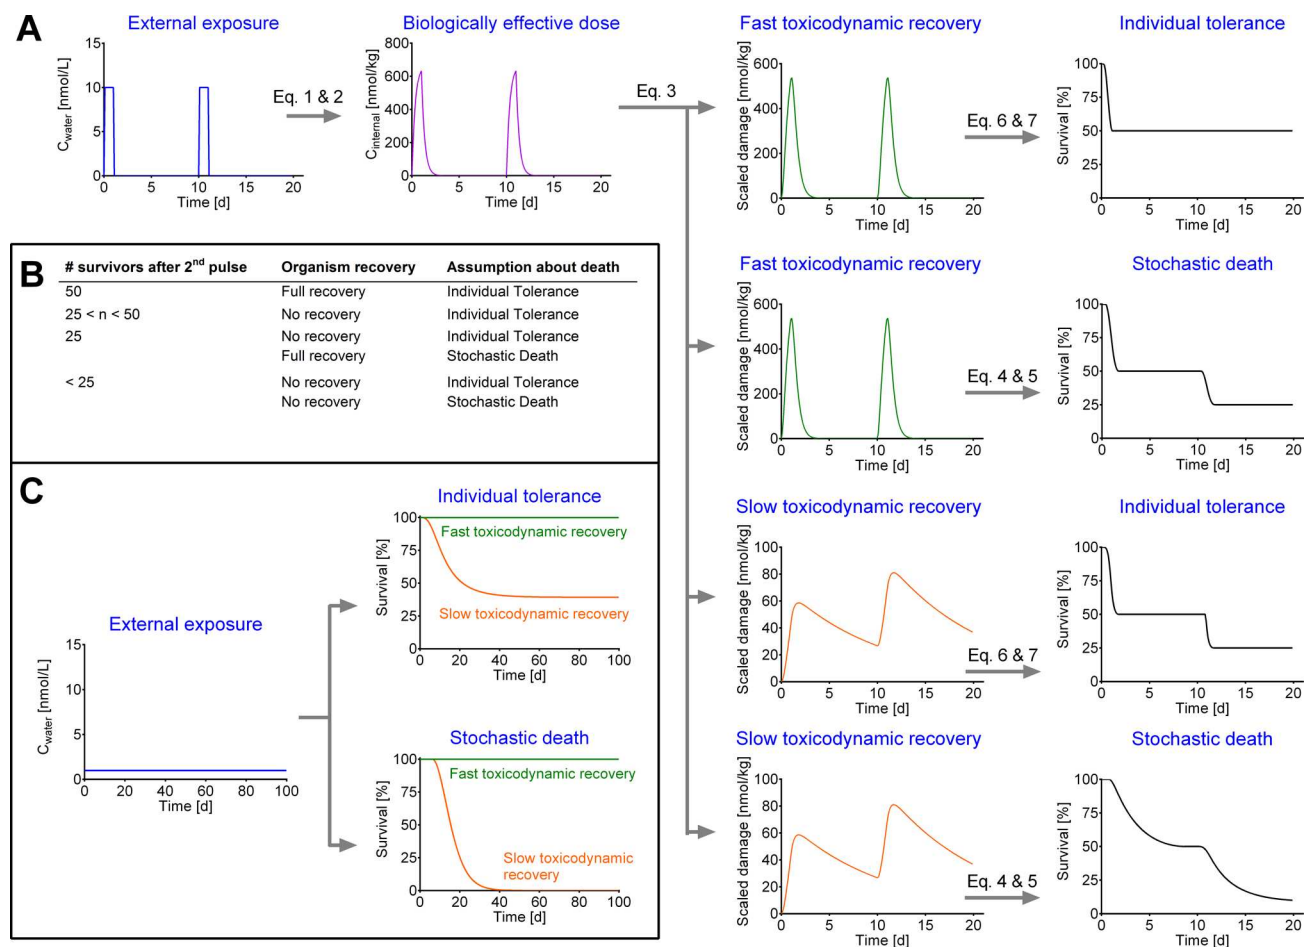 A
External exposure
C_water [nmol/L]
15
10
5
0
0 5 10 15 20
Time [d]
Eq. 1 & 2
Biologically effective dose
C_internal [nmol/kg]
800
600
400
200
0
0 5 10 15 20
Time [d]
Eq. 3
Fast toxicodynamic recovery
Scaled damage [nmol/kg]
600
400
200
0
0 5 10 15 20
Time [d]
Eq. 6 & 7
Individual tolerance
Survival [%]
100
75
50
25
0
0 5 10 15 20
Time [d]
Fast toxicodynamic recovery
Scaled damage [nmol/kg]
600
400
200
0
0 5 10 15 20
Time [d]
Eq. 4 & 5
Stochastic death
Survival [%]
100
75
50
25
0
0 5 10 15 20
Time [d]
Slow toxicodynamic recovery
Scaled damage [nmol/kg]
100
80
60
40
20
0
0 5 10 15 20
Time [d]
Eq. 6 & 7
Individual tolerance
Survival [%]
100
75
50
25
0
0 5 10 15 20
Time [d]
Slow toxicodynamic recovery
Scaled damage [nmol/kg]
100
80
60
40
20
0
0 5 10 15 20
Time [d]
Eq. 4 & 5
Stochastic death
Survival [%]
100
75
50
25
0
0 5 10 15 20
Time [d]
B
# survivors after 2nd pulse Organism recovery Assumption about death
50 Full recovery Individual Tolerance
25 < n < 50 No recovery Individual Tolerance
25 No recovery Individual Tolerance
Full recovery Stochastic Death
< 25 No recovery Individual Tolerance
No recovery Stochastic Death
C
External exposure
C_water [nmol/L]
15
10
5
0
0 20 40 60 80 100
Time [d]
Individual tolerance
Survival [%]
100
75
50
25
0
Fast toxicodynamic recovery
Slow toxicodynamic recovery
0 20 40 60 80 100
Time [d]
Stochastic death
Survival [%]
100
75
50
25
0
Fast toxicodynamic recovery
Slow toxicodynamic
recovery
0 20 40 60 80 100
Time [d]